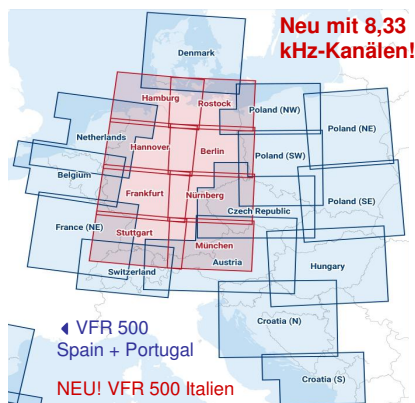 Neu mit 8,33
kHz-Kanälen!
Denmark
Hamburg
Rostock
Poland (NW)
Poland (NE)
Netherlands
Hannover
Berlin
Poland (SW)
Belgium
Frankfurt
Nürnberg
Poland (SE)
Czech Republic
France (NE)
Stuttgart
München
Switzerland
Austria
Hungary
Croatia (N)
VFR 500
Spain + Portugal
Croatia (S)
NEU! VFR 500 Italien